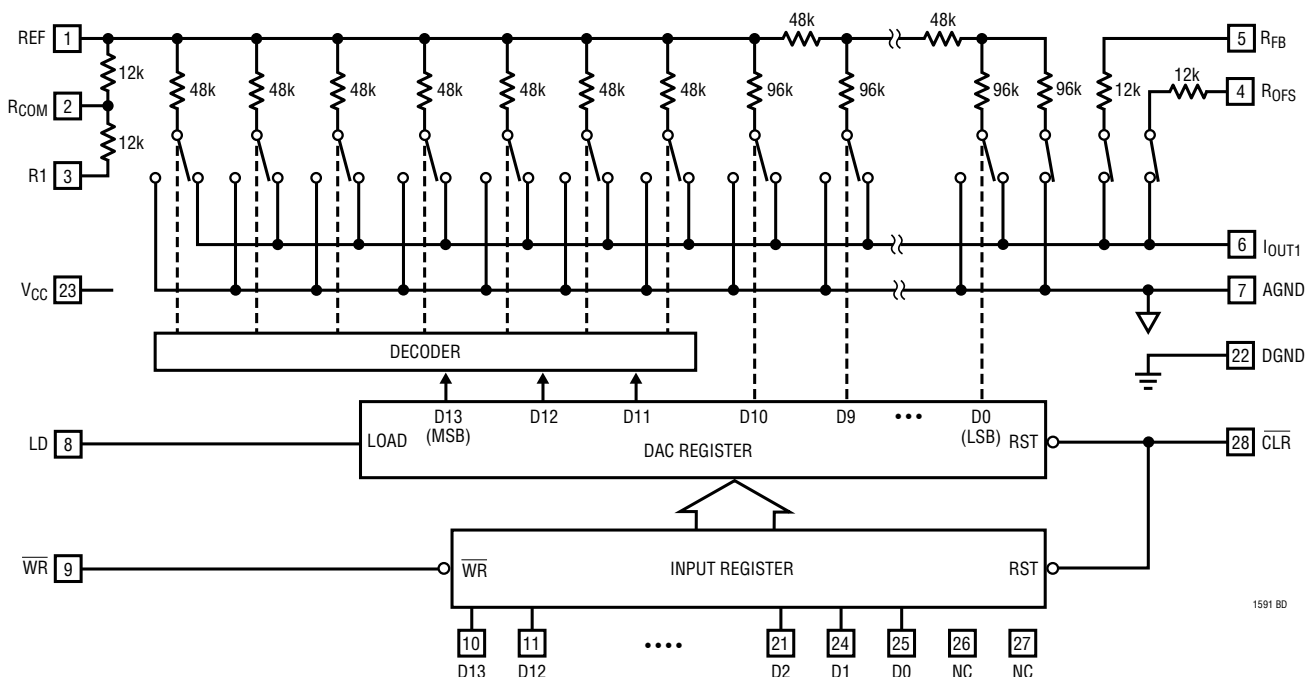 48k 48k
REF 1 5 RFB
12k 48k 48k 48k 48k 48k 48k 48k 96k 96k 96k 96k 12k 12k
RCOM 2 4 ROFS
12k
R1 3
6 IOUT1
VCC 23 7 AGND
DECODER
22 DGND
D13 D12 D11 D10 D9 ••• D0
(MSB) (LSB)
LD 8 LOAD DAC REGISTER RST 28 CLR
WR 9 WR INPUT REGISTER RST
1591 BD
10 11 •••• 21 24 25 26 27
D13 D12 D2 D1 D0 NC NC